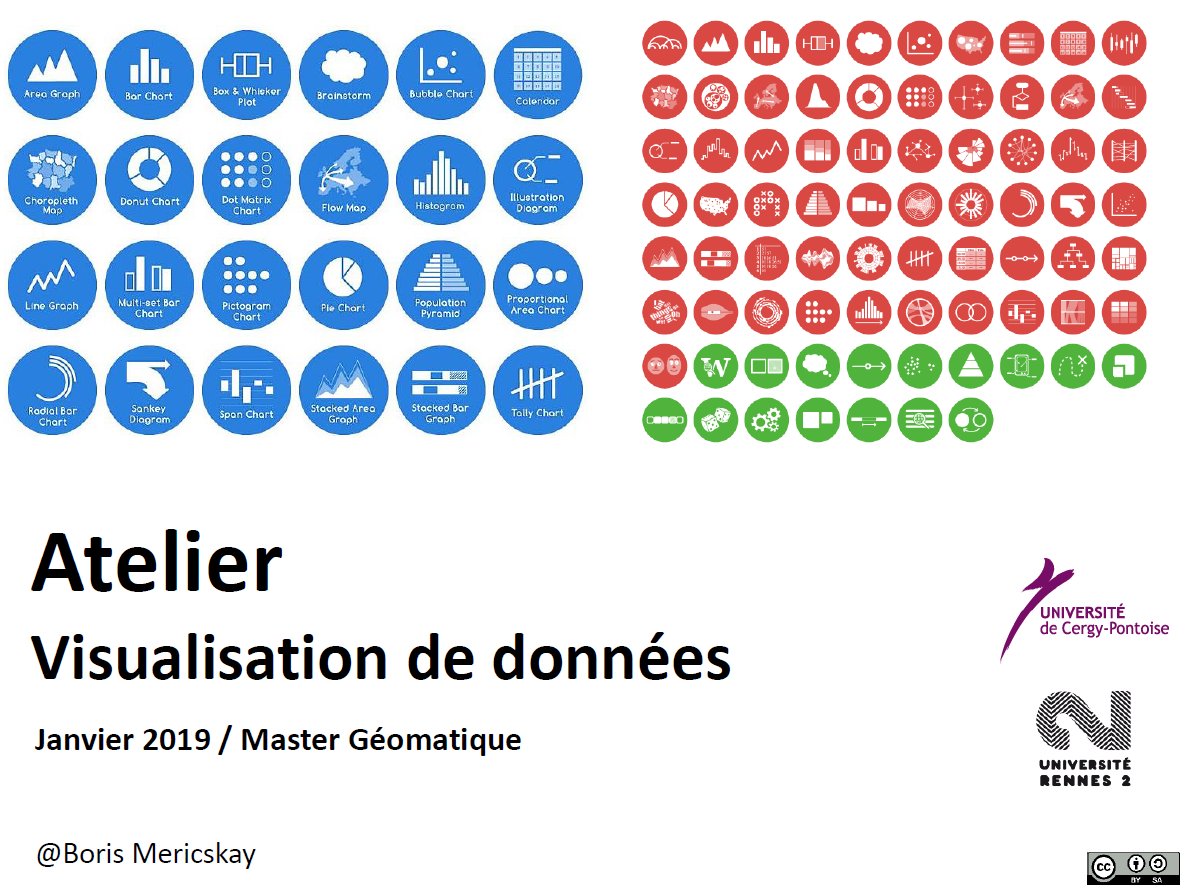 Area Graph
Bar Chart
Box & Whisker
Plot
Brainstorm
Bubble Chart
Calendar
Choropleth
Map
Donut Chart
Dot Matrix
Chart
Flow Map
Histogram
Illustration
Diagram
Line Graph
Multi-set Bar
Chart
Pictogram
Chart
Pie Chart
Population
Pyramid
Proportional
Area Chart
Radial Bar
Chart
Sankey
Diagram
Span Chart
Stacked Area
Graph
Stacked Bar
Graph
Tally Chart
Atelier
Visualisation de données
Janvier 2019 / Master Géomatique
@Boris Mericskay
UNIVERSITÉ
de Cergy-Pontoise
UNIVERSITÉ
RENNES 2
cc
BY SA